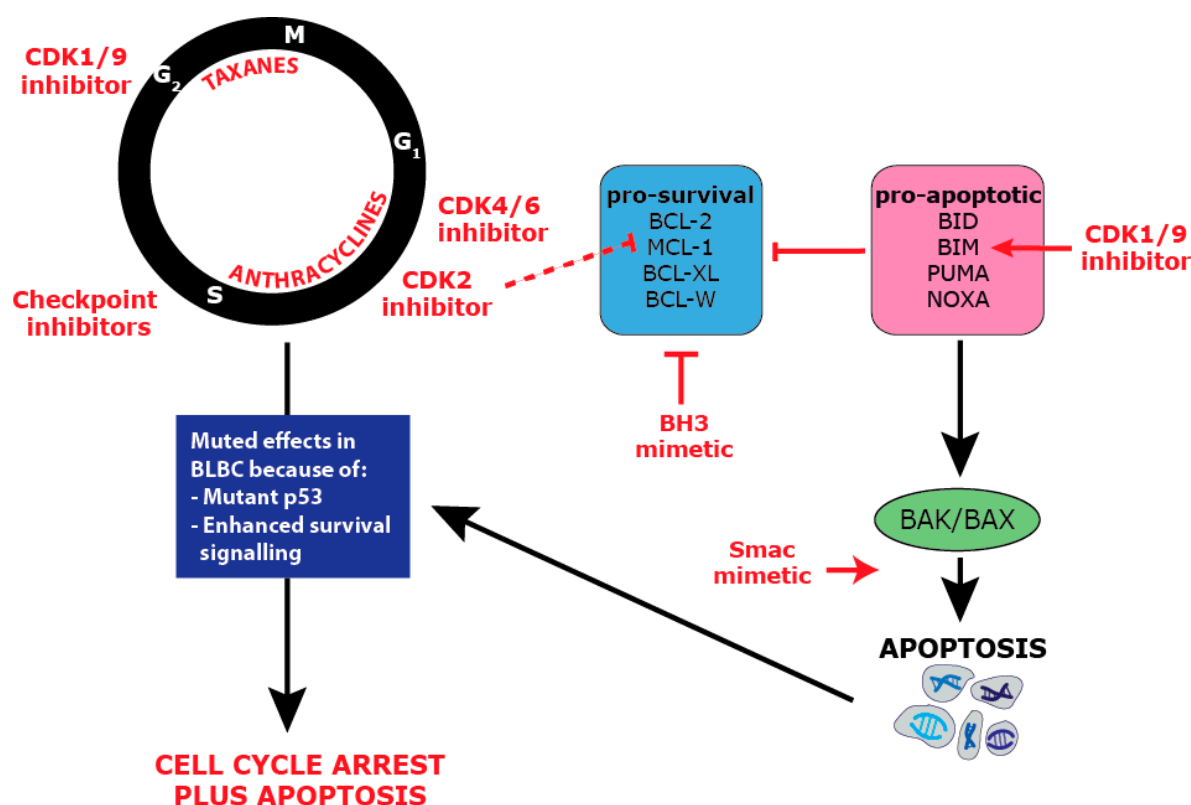 M
CDK1/9
inhibitor
G2
TAXANES
G1
CDK4/6
inhibitor
ANTHRACYCLINES
CDK2
inhibitor
S
Checkpoint
inhibitors
pro-survival
BCL-2
MCL-1
BCL-XL
BCL-W
pro-apoptotic
BID
BIM
PUMA
NOXA
CDK1/9
inhibitor
BH3
mimetic
Muted effects in
BLBC because of:
- Mutant p53
- Enhanced survival
signalling
BAK/BAX
Smac
mimetic
APOPTOSIS
CELL CYCLE ARREST
PLUS APOPTOSIS